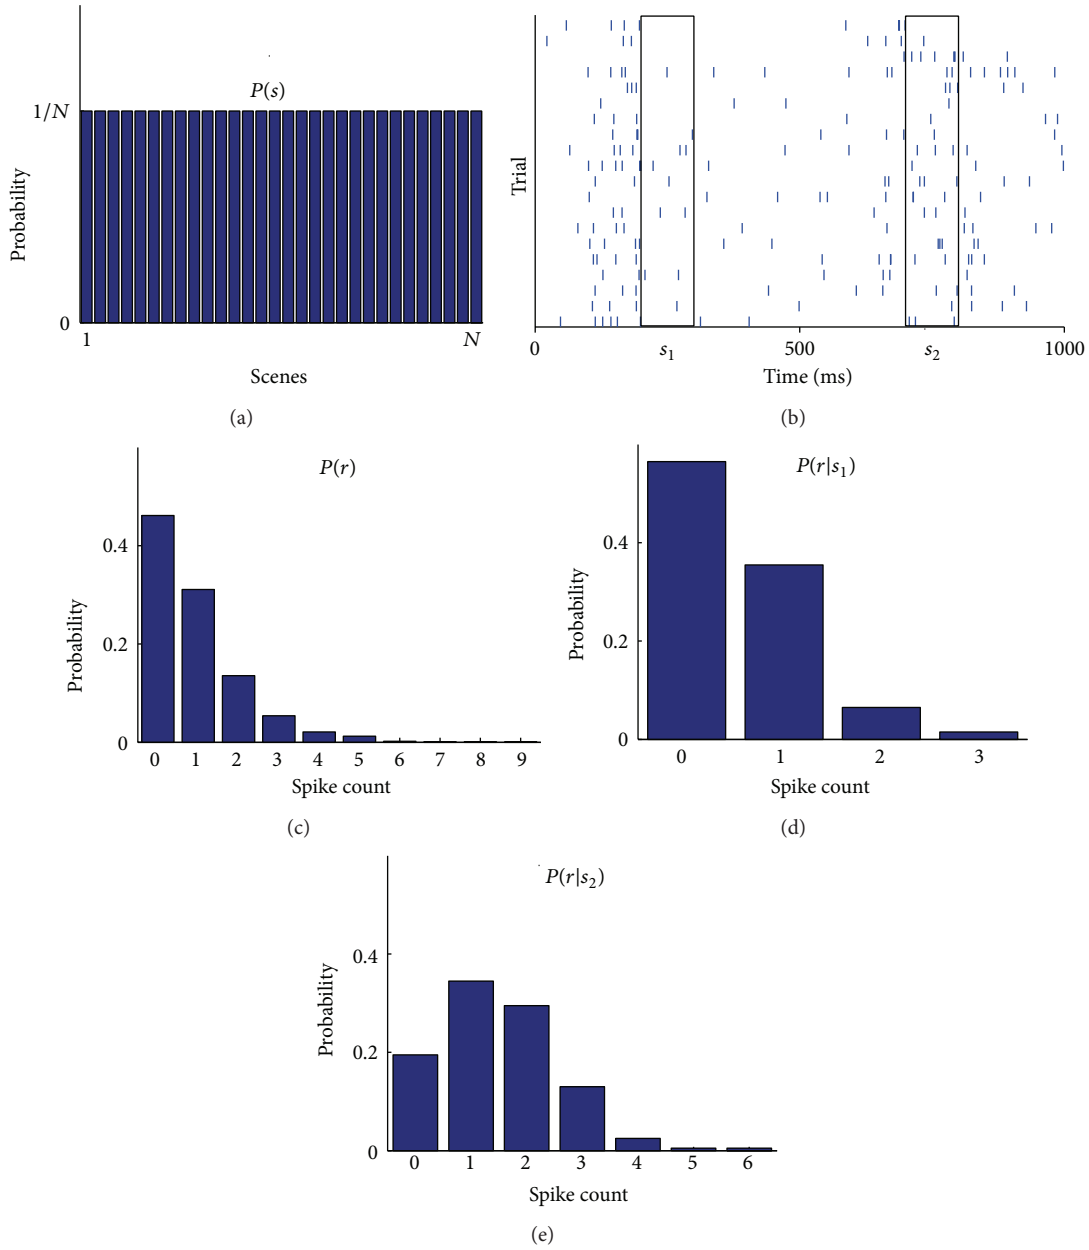 P(s)
1/N
Probability
0
1
N
Scenes
(a)
Trial
0
s1
500
s2
1000
Time (ms)
(b)
P(r)
0.4
0.2
0
Probability
0 1 2 3 4 5 6 7 8 9
Spike count
(c)
P(r|s1)
0.4
0.2
0
Probability
0 1 2 3
Spike count
(d)
P(r|s2)
0.4
0.2
0
Probability
0 1 2 3 4 5 6
Spike count
(e)